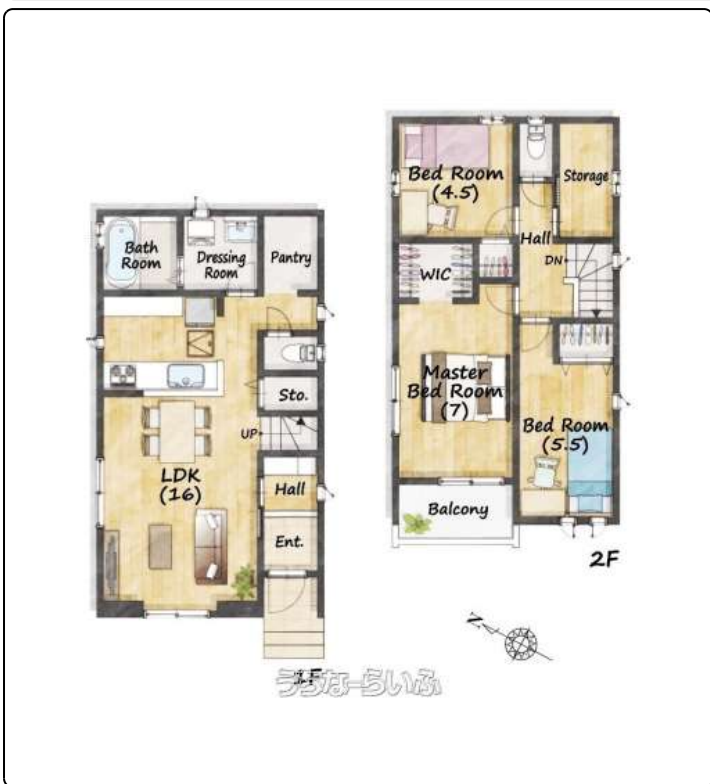 Bed Room
(4.5)
Storage
Hall
DN
WIC
Master
Bed Room
(7)
Bed Room
(5.5)
Balcony
2F
Bath
Room
Dressing
Room
Pantry
Sto.
UP
LDK
(16)
Hall
Ent.
N
1F
うちなーらいふ